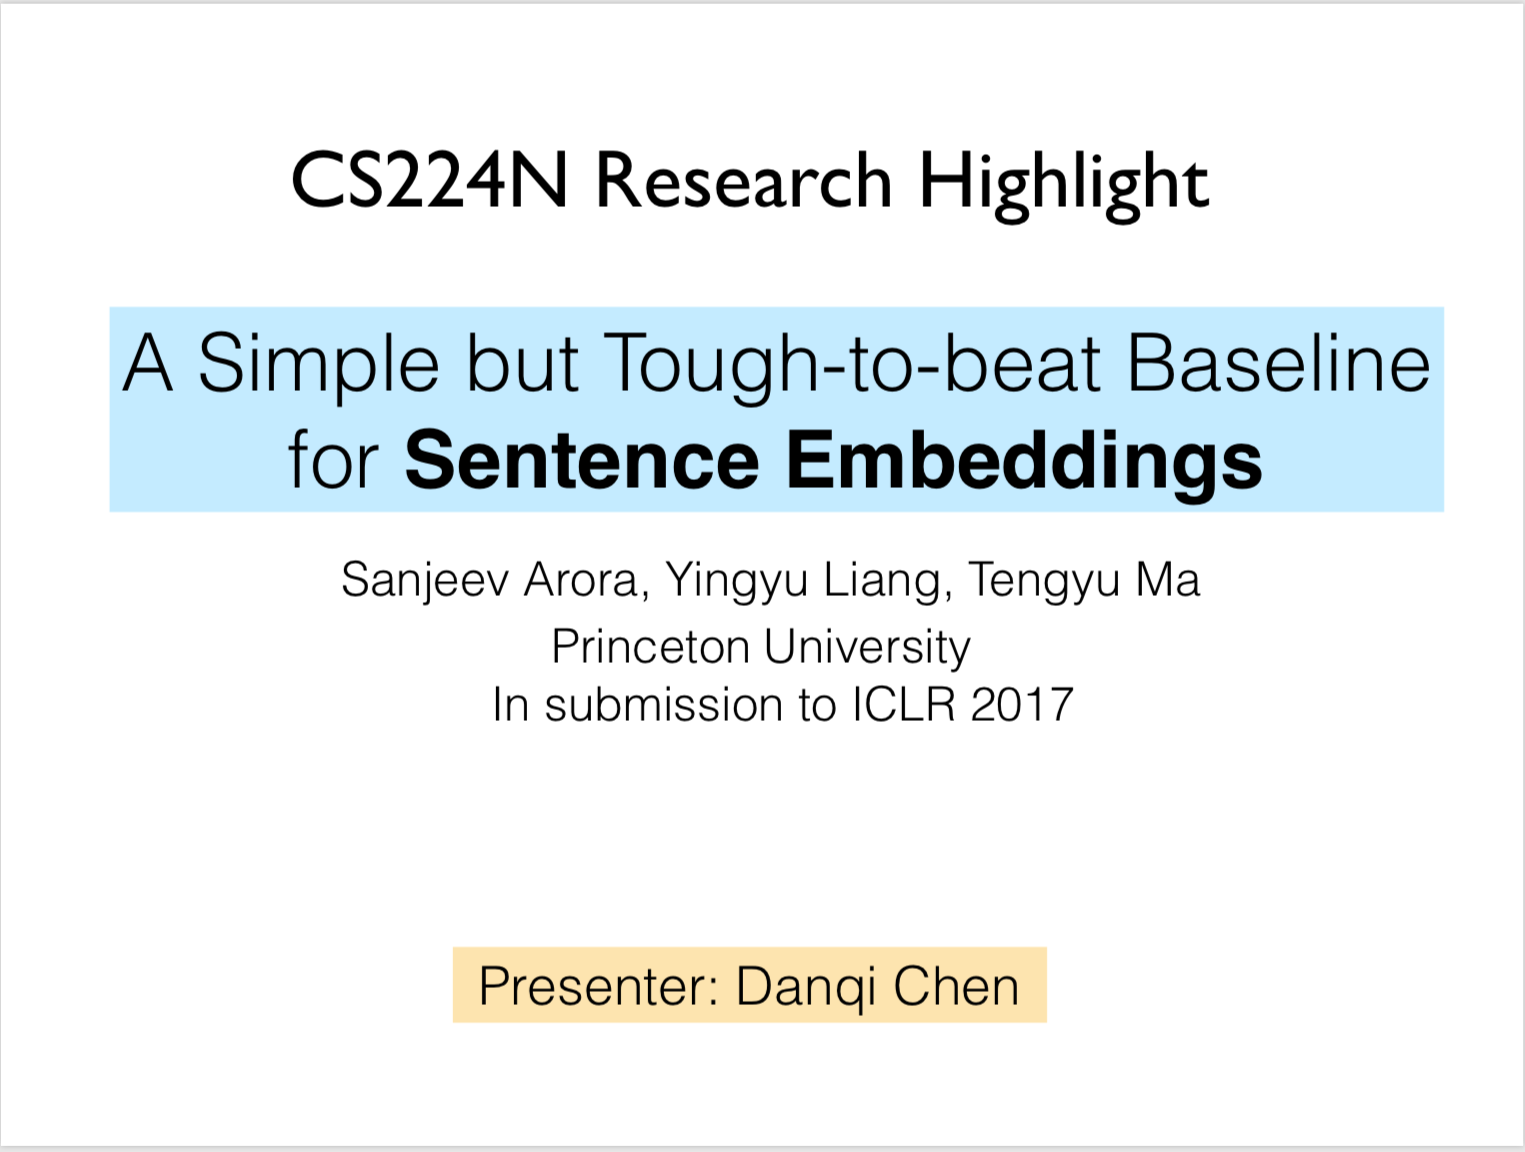 CS224N Research Highlight
A Simple but Tough-to-beat Baseline
for Sentence Embeddings
Sanjeev Arora, Yingyu Liang, Tengyu Ma
Princeton University
In submission to ICLR 2017
Presenter: Danqi Chen